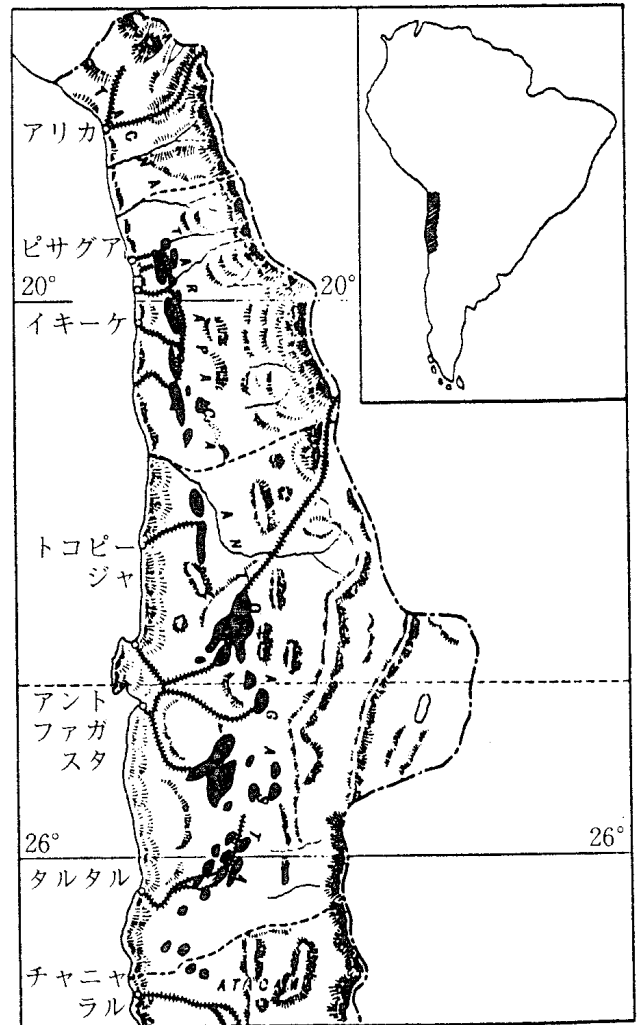 アリカ
TACNA
ピサグア
20°
20°
イキーケ
TARAPACA
トコピー
ジャ
アント
ファガ
スタ
26°
26°
タルタル
チャニャ
ラル